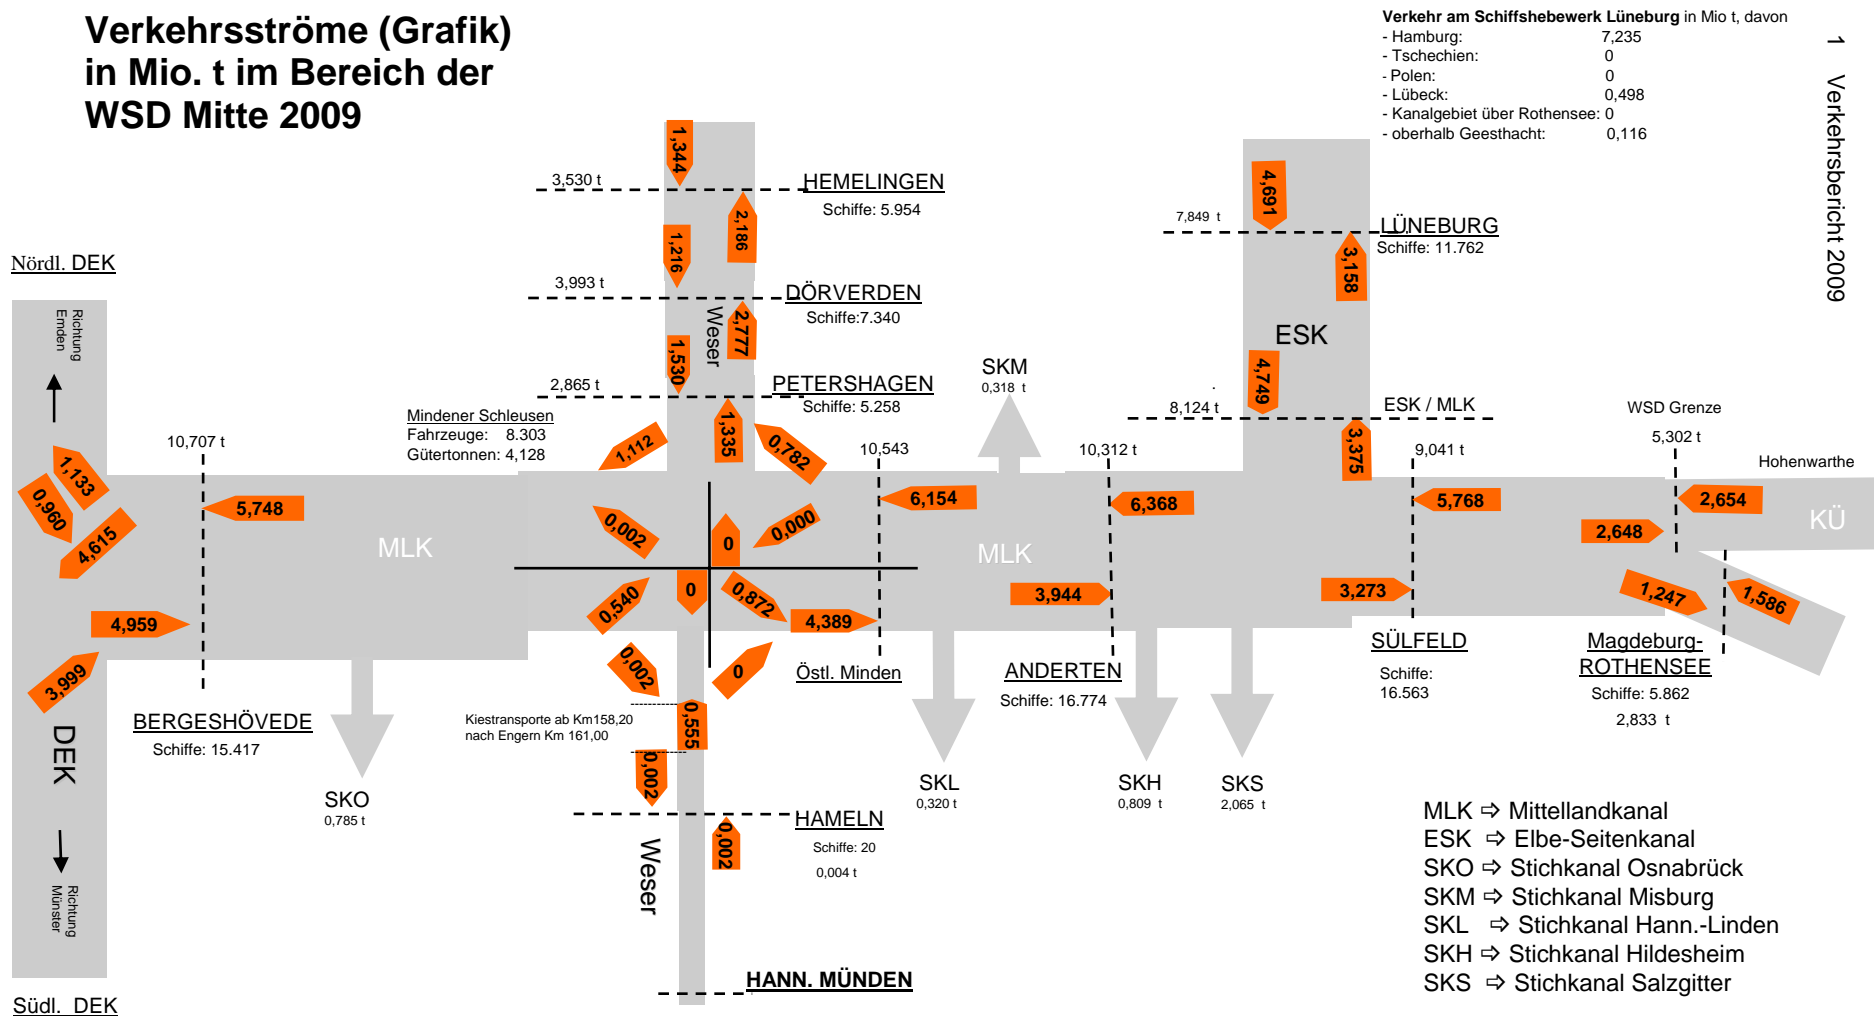 Verkehrsströme (Grafik)
in Mio. t im Bereich der
WSD Mitte 2009
Verkehr am Schiffshebewerk Lüneburg in Mio t, davon
- Hamburg: 7,235
- Tschechien: 0
- Polen: 0
- Lübeck: 0,498
- Kanalgebiet über Rothensee: 0
- oberhalb Geesthacht: 0,116
1 Verkehrsbericht 2009
1,344
3,530 t
HEMELINGEN
Schiffe: 5.954
2,186
1,216
3,993 t
DÖRVERDEN
Schiffe:7.340
Weser
2,777
1,530
2,865 t
PETERSHAGEN
Schiffe: 5.258
1,335
Mindener Schleusen
Fahrzeuge: 8.303
Gütertonnen: 4,128
1,112
0,782
4,691
7,849 t
LÜNEBURG
Schiffe: 11.762
3,158
ESK
4,749
.
8,124 t
ESK / MLK
3,375
SKM
0,318 t
Nördl. DEK
Richtung
Emden
1,133
0,960
4,615
10,707 t
5,748
4,959
3,999
MLK
DEK
Richtung
Münster
Südl. DEK
BERGESHÖVEDE
Schiffe: 15.417
SKO
0,785 t
0,002
0
0,000
0,540
0
0,872
0,002
0
4,389
10,543
6,154
MLK
Östl. Minden
10,312 t
6,368
3,944
ANDERTEN
Schiffe: 16.774
9,041 t
5,768
3,273
SÜLFELD
Schiffe:
16.563
WSD Grenze
5,302 t
Hohenwarthe
2,654
KÜ
2,648
1,247
1,586
Magdeburg-
ROTHENSEE
Schiffe: 5.862
2,833 t
Kiestransporte ab Km158,20
nach Engern Km 161,00
0,555
0,002
HAMELN
Schiffe: 20
0,004 t
0,002
Weser
HANN. MÜNDEN
SKL
0,320 t
SKH
0,809 t
SKS
2,065 t
MLK ⇨ Mittellandkanal
ESK ⇨ Elbe-Seitenkanal
SKO ⇨ Stichkanal Osnabrück
SKM ⇨ Stichkanal Misburg
SKL ⇨ Stichkanal Hann.-Linden
SKH ⇨ Stichkanal Hildesheim
SKS ⇨ Stichkanal Salzgitter